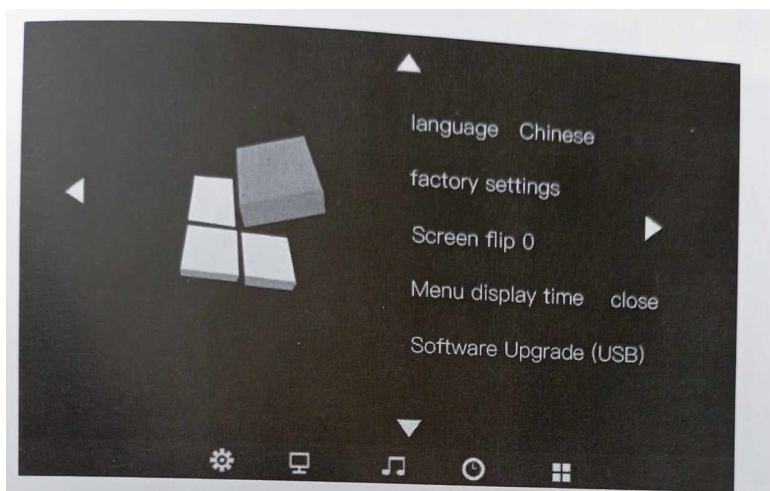 language Chinese
factory settings
Screen flip 0
Menu display time close
Software Upgrade (USB)